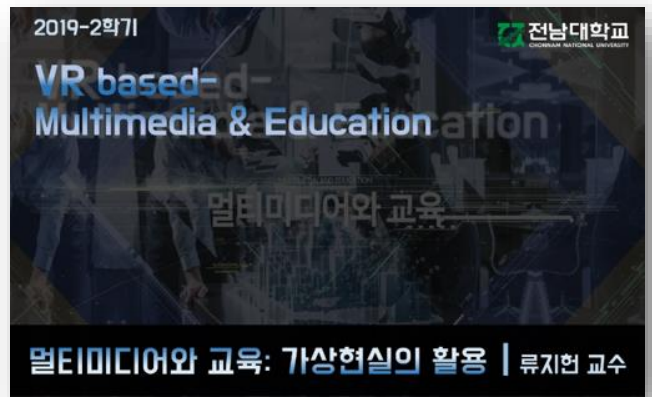 2019-2학기
전남대학교
CHONNAM NATIONAL UNIVERSITY
VR based-
Multimedia & Education
멀티미디어와 교육
멀티미디어와 교육: 가상현실의 활용 | 류지헌 교수